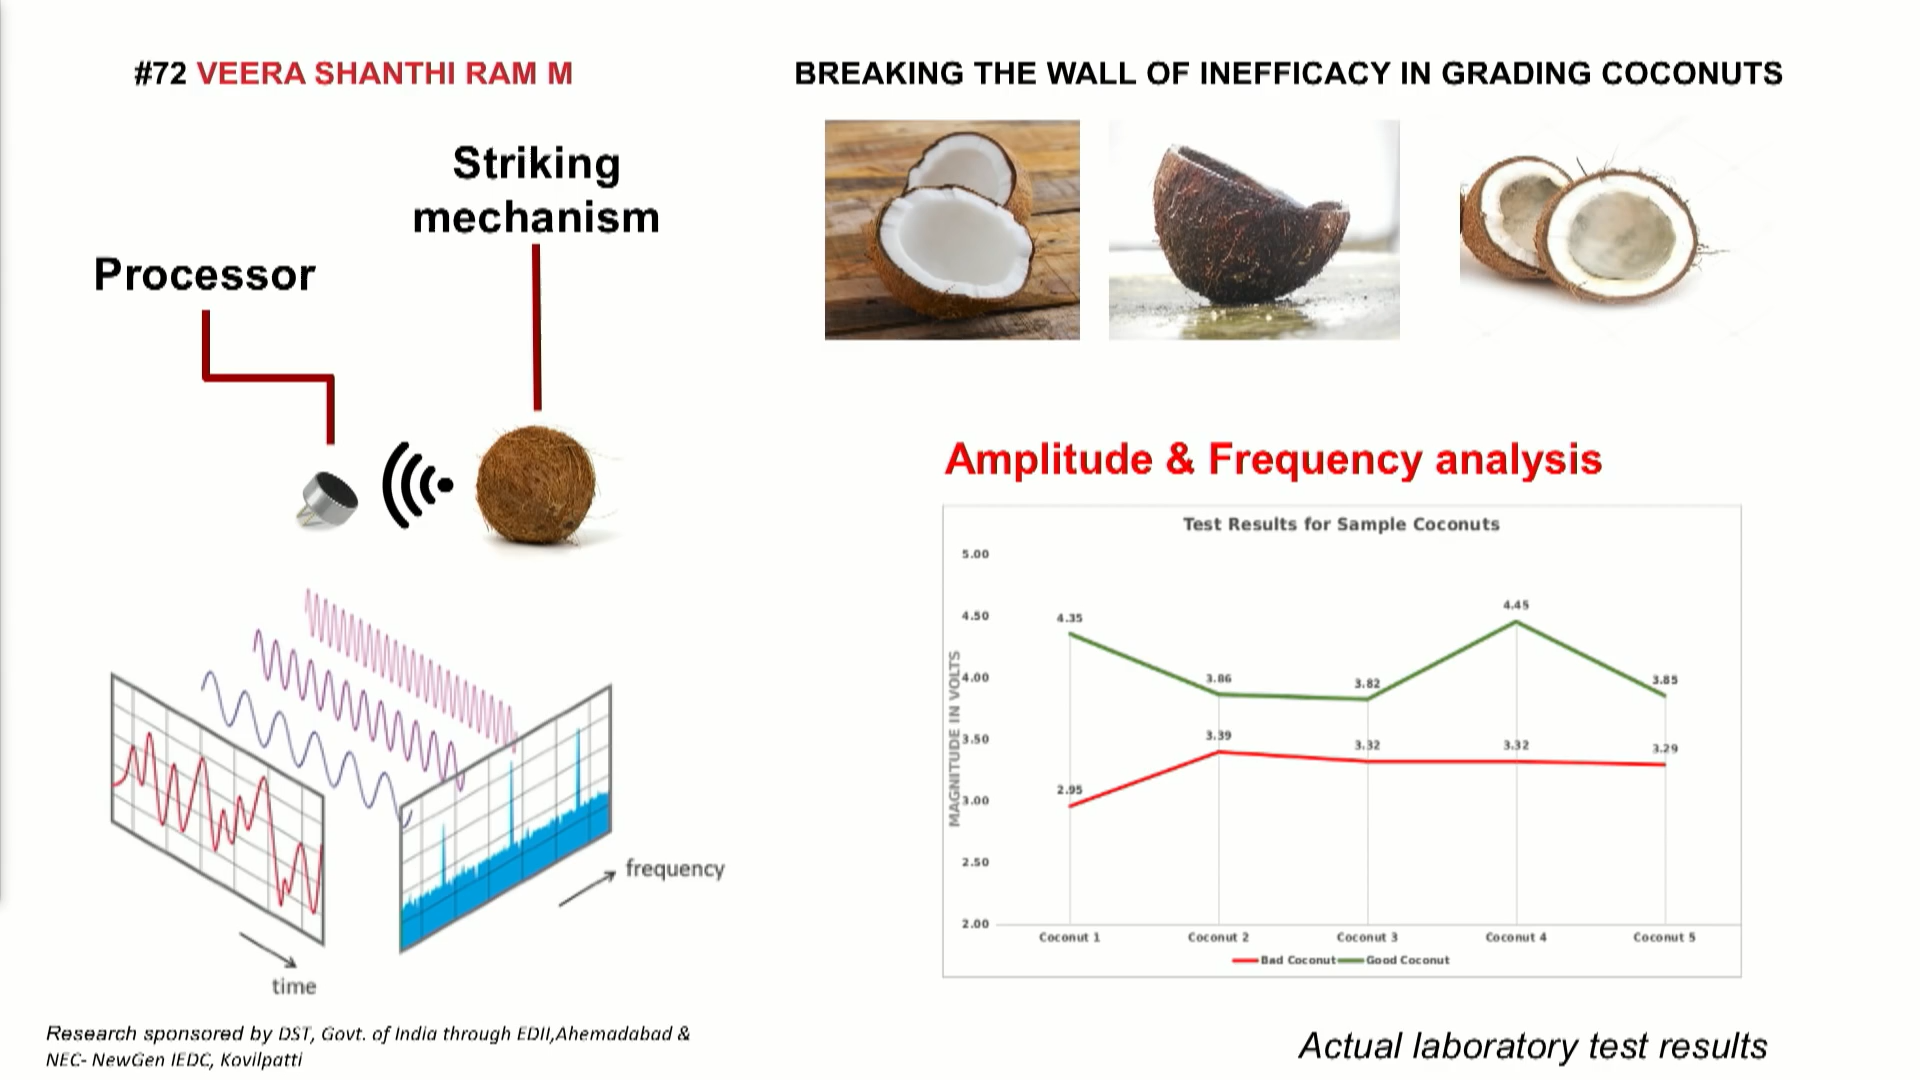 #72 VEERA SHANTHI RAM M
BREAKING THE WALL OF INEFFICACY IN GRADING COCONUTS
Striking
mechanism
Processor
frequency
time
Amplitude & Frequency analysis
Test Results for Sample Coconuts
MAGNITUDE IN VOLTS
5.00
4.50
4.00
3.50
3.00
2.50
2.00
4.35
3.86
3.82
4.45
3.85
2.95
3.39
3.32
3.32
3.29
Coconut 1
Coconut 2
Coconut 3
Coconut 4
Coconut 5
Bad Coconut
Good Coconut
Research sponsored by DST, Govt. of India through EDII,Ahemadabad &
NEC- NewGen IEDC, Kovilpatti
Actual laboratory test results